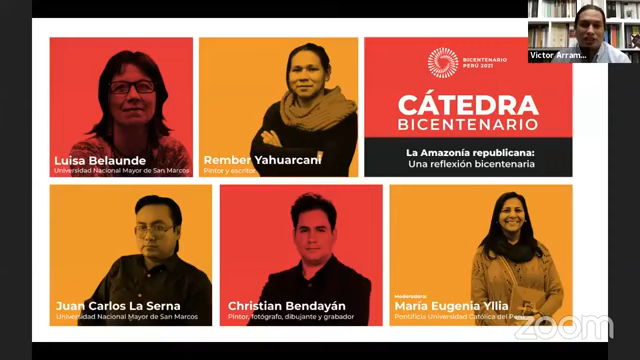 Victor Arram...
BICENTENARIO
PERÚ 2021
CÁTEDRA
BICENTENARIO
La Amazonía republicana:
Una reflexión bicentenaria
Luisa Belaunde
Universidad Nacional Mayor de San Marcos
Rember Yahuarcani
Pintor y escritor
Juan Carlos La Serna
Universidad Nacional Mayor de San Marcos
Christian Bendayán
Pintor, fotógrafo, dibujante y grabador
Moderadora:
María Eugenia Yllia
Pontificia Universidad Católica del Perú
zoom